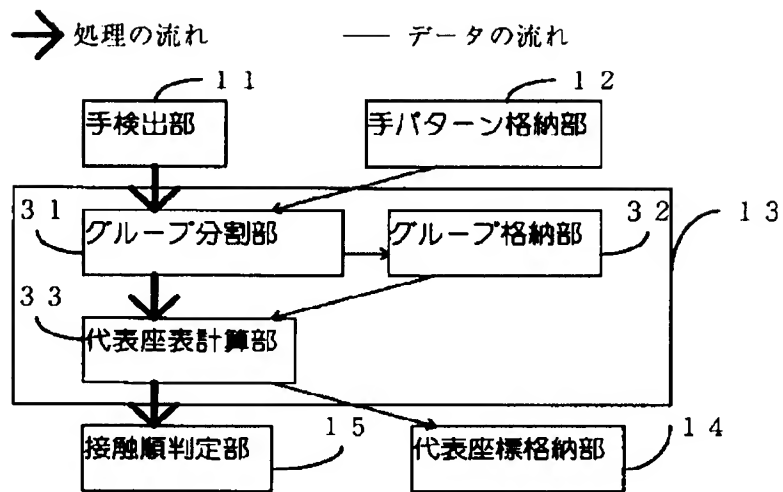 処理の流れ データの流れ
11 12
手検出部 手パターン格納部
31 グループ分割部 グループ格納部 32 13
33 代表座表計算部
接触順判定部 15 代表座標格納部 14